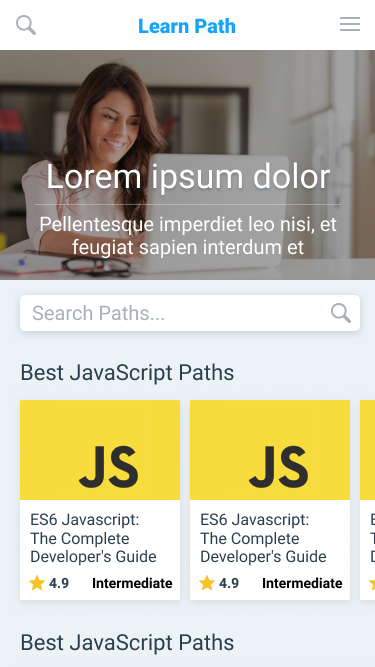 Learn Path
Lorem ipsum dolor
Pellentesque imperdiet leo nisi, et
feugiat sapien interdum et
Search Paths...
Best JavaScript Paths
JS
ES6 Javascript:
The Complete
Developer's Guide
4.9 Intermediate
JS
ES6 Javascript:
The Complete
Developer's Guide
4.9 Intermediate
Best JavaScript Paths